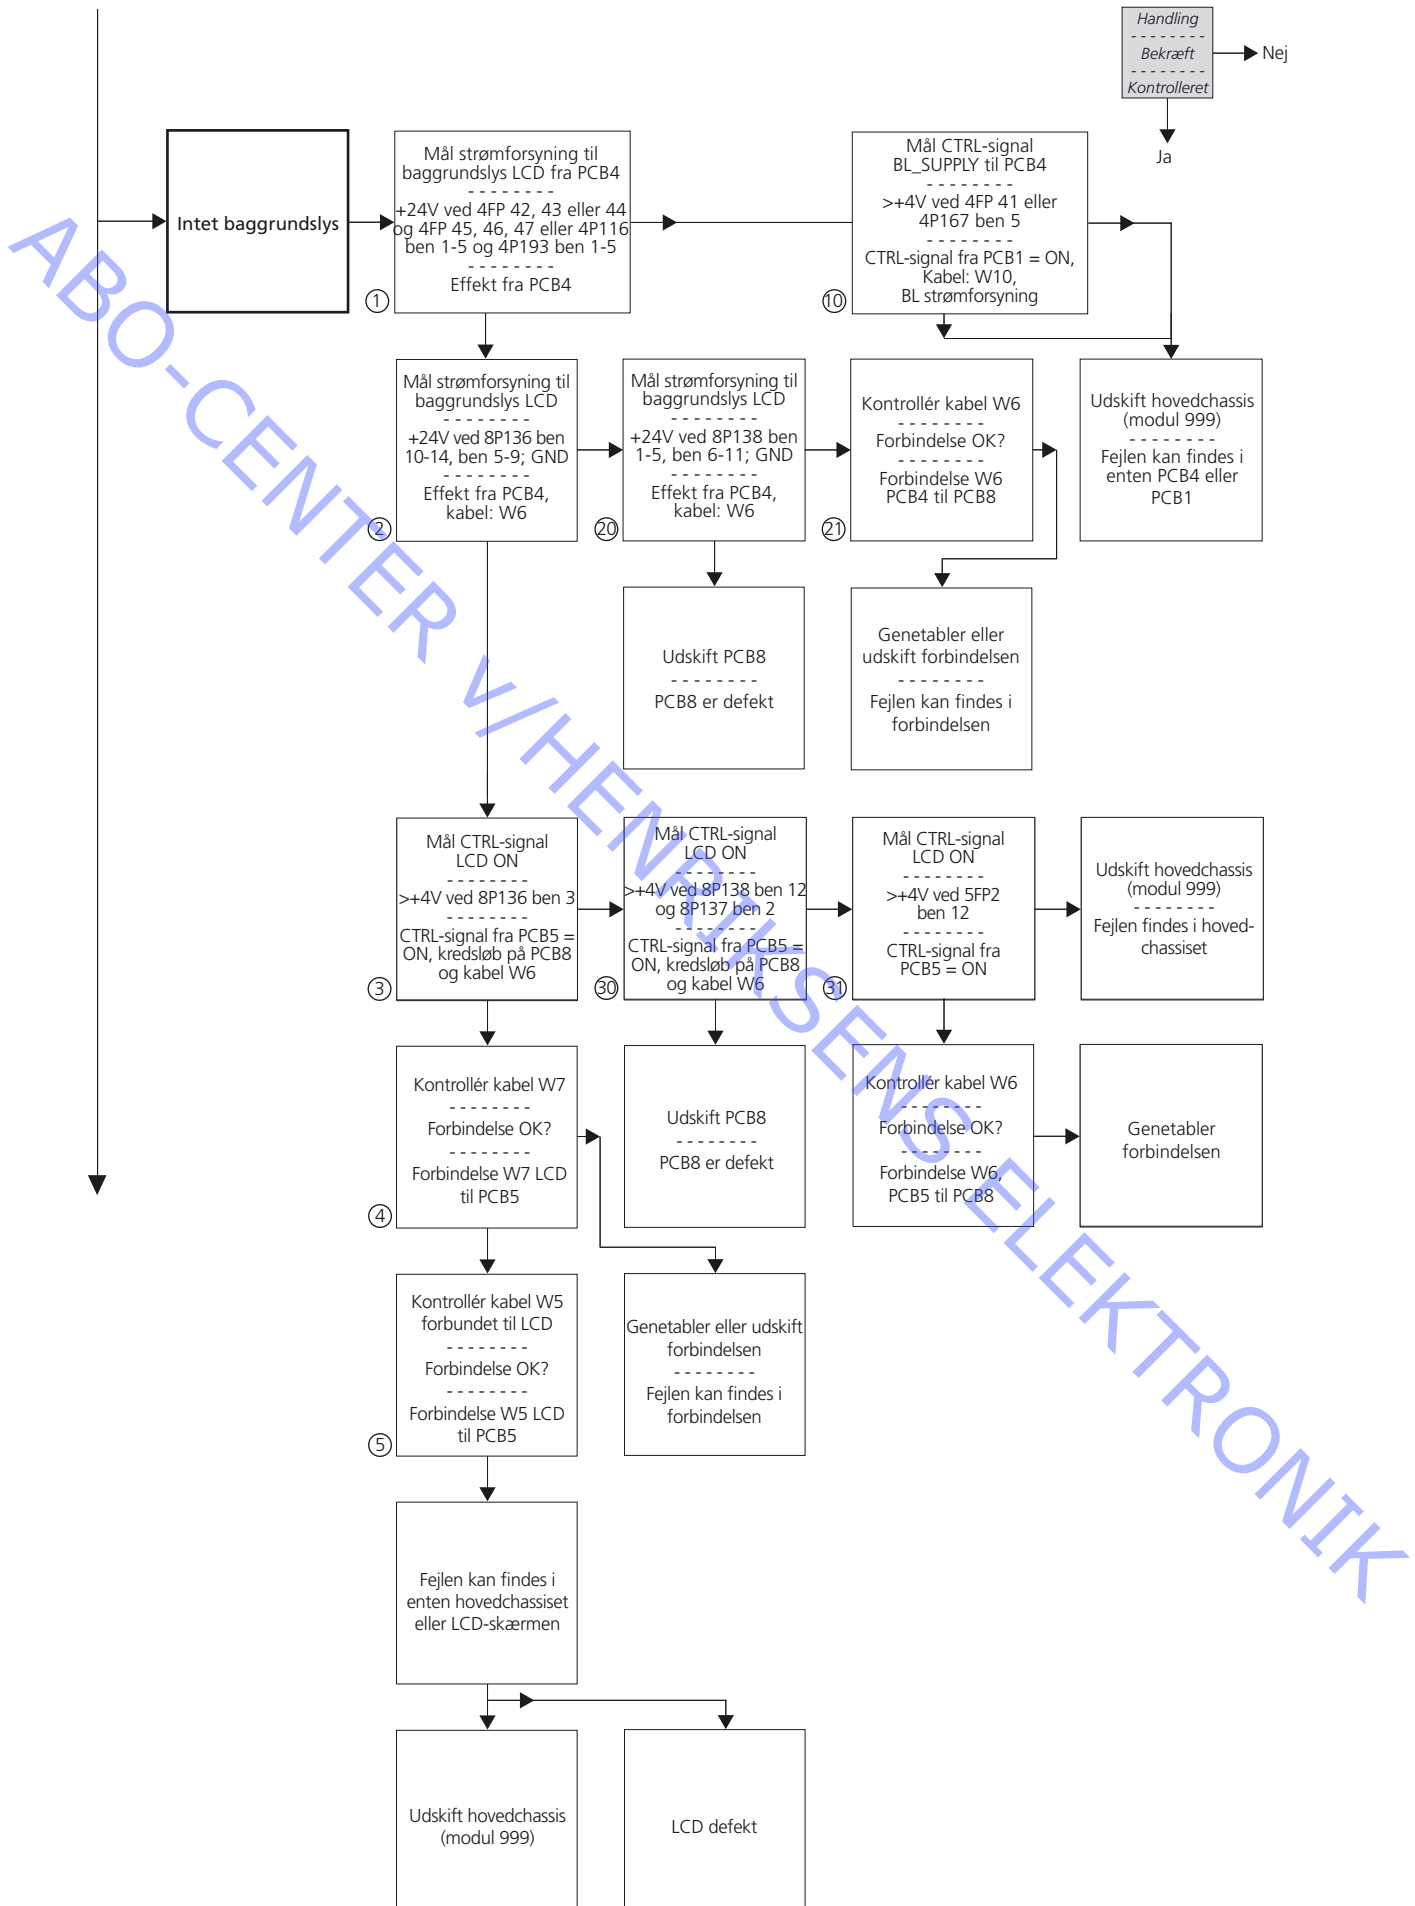 Handling
- - - - - - - -
Bekræft
- - - - - - - -
Kontrolleret
Nej
Ja
Intet baggrundslys
Mål strømforsyning til
baggrundslys LCD fra PCB4
- - - - - - - -
+24V ved 4FP 42, 43 eller 44
og 4FP 45, 46, 47 eller 4P116
ben 1-5 og 4P193 ben 1-5
- - - - - - - -
Effekt fra PCB4
1
Mål CTRL-signal
BL_SUPPLY til PCB4
- - - - - - - -
>+4V ved 4FP 41 eller
4P167 ben 5
- - - - - - - -
CTRL-signal fra PCB1 = ON,
Kabel: W10,
BL strømforsyning
10
Mål strømforsyning til
baggrundslys LCD
- - - - - - - -
+24V ved 8P136 ben
10-14, ben 5-9; GND
- - - - - - - -
Effekt fra PCB4,
kabel: W6
2
Mål strømforsyning til
baggrundslys LCD
- - - - - - - -
+24V ved 8P138 ben
1-5, ben 6-11; GND
- - - - - - - -
Effekt fra PCB4,
kabel: W6
20
Kontrollér kabel W6
- - - - - - - -
Forbindelse OK?
- - - - - - - -
Forbindelse W6
PCB4 til PCB8
21
Udskift hovedchassis
(modul 999)
- - - - - - - -
Fejlen kan findes i
enten PCB4 eller
PCB1
Udskift PCB8
- - - - - - - -
PCB8 er defekt
Genetabler eller
udskift forbindelsen
- - - - - - - -
Fejlen kan findes i
forbindelsen
Mål CTRL-signal
LCD ON
- - - - - - - -
>+4V ved 8P136 ben 3
- - - - - - - -
CTRL-signal fra PCB5 =
ON, kredsløb på PCB8
og kabel W6
3
Mål CTRL-signal
LCD ON
- - - - - - - -
>+4V ved 8P138 ben 12
og 8P137 ben 2
- - - - - - - -
CTRL-signal fra PCB5 =
ON, kredsløb på PCB8
og kabel W6
30
Mål CTRL-signal
LCD ON
- - - - - - - -
>+4V ved 5FP2
ben 12
- - - - - - - -
CTRL-signal fra
PCB5 = ON
31
Udskift hovedchassis
(modul 999)
- - - - - - - -
Fejlen findes i hoved-
chassiset
Kontrollér kabel W7
- - - - - - - -
Forbindelse OK?
- - - - - - - -
Forbindelse W7 LCD
til PCB5
4
Udskift PCB8
- - - - - - - -
PCB8 er defekt
Kontrollér kabel W6
- - - - - - - -
Forbindelse OK?
- - - - - - - -
Forbindelse W6,
PCB5 til PCB8
Genetabler
forbindelsen
Kontrollér kabel W5
forbundet til LCD
- - - - - - - -
Forbindelse OK?
- - - - - - - -
Forbindelse W5 LCD
til PCB5
5
Genetabler eller udskift
forbindelsen
- - - - - - - -
Fejlen kan findes i
forbindelsen
Fejlen kan findes i
enten hovedchassiset
eller LCD-skærmen
Udskift hovedchassis
(modul 999)
LCD defekt
ABO-CENTER v/HENRIKSENS ELEKTRONIK